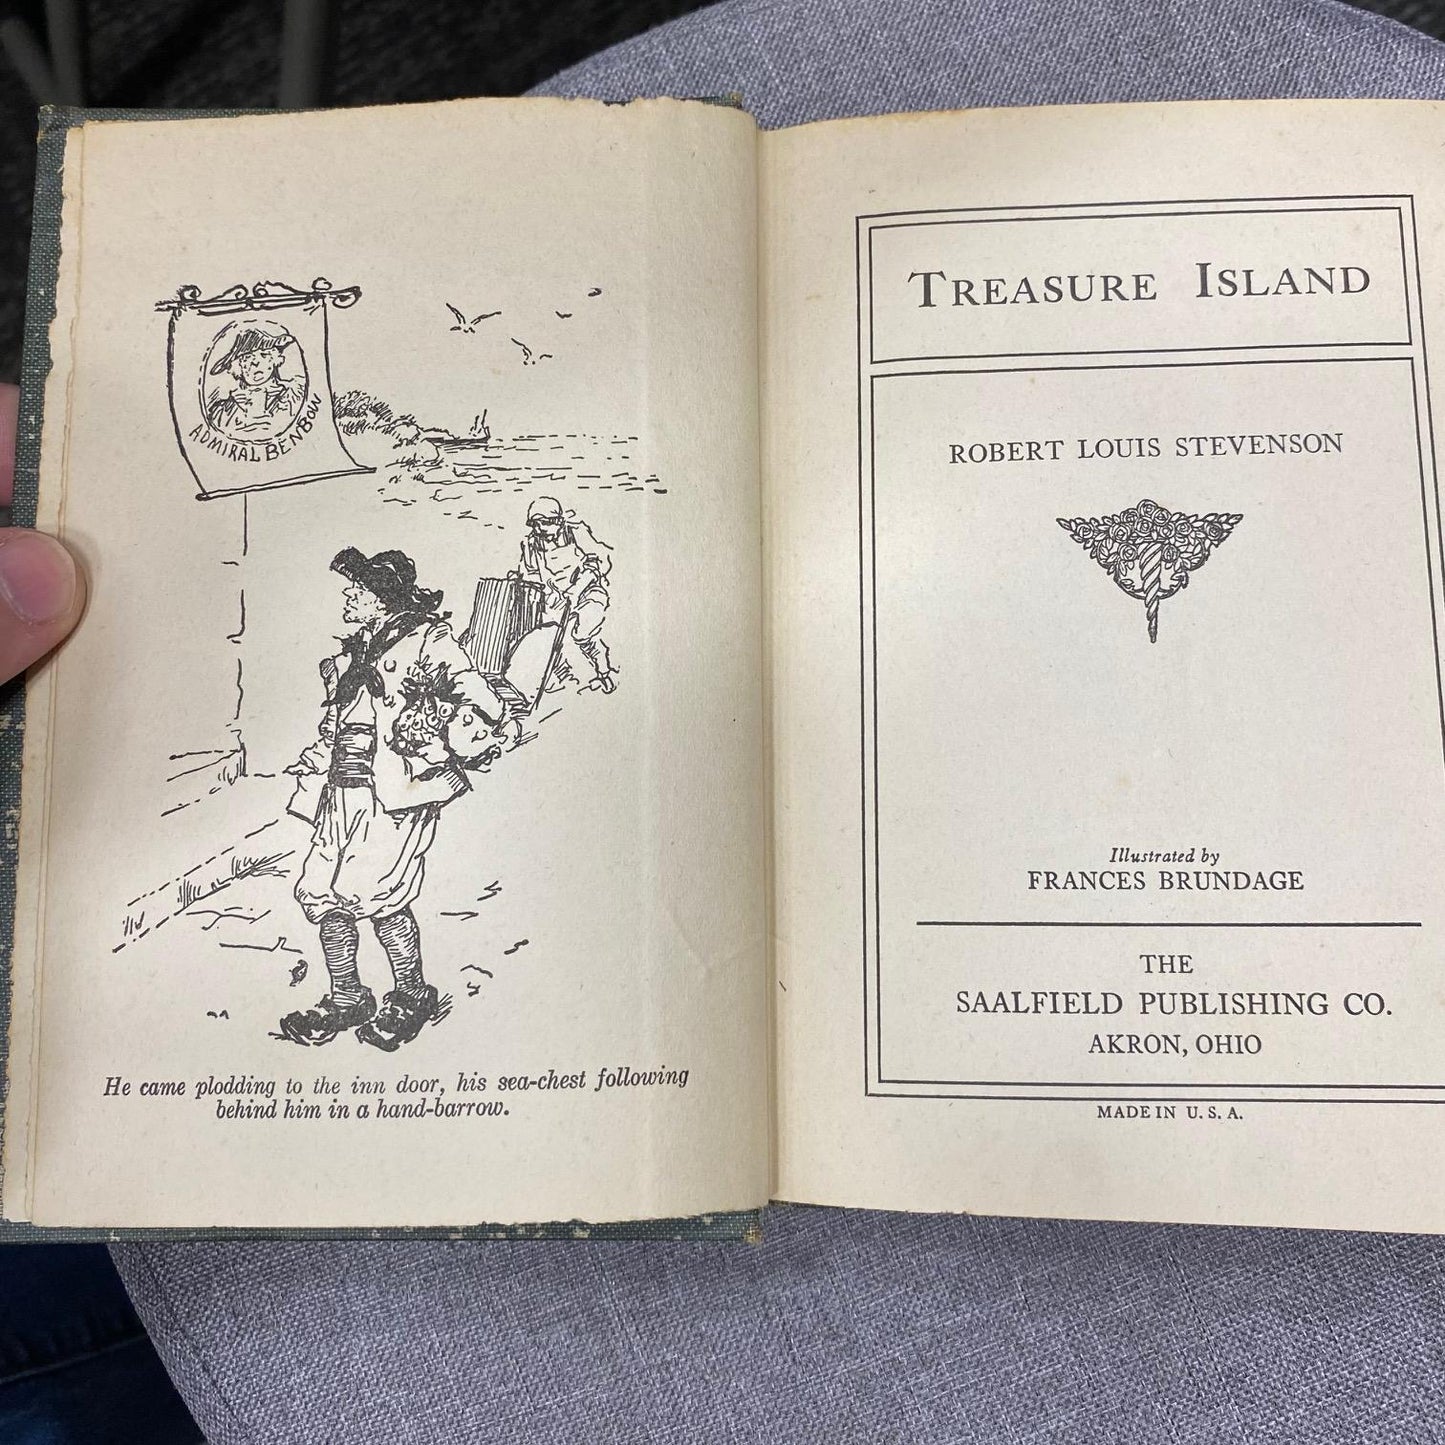 ADMIRAL BENBOW
He came plodding to the inn door, his sea-chest following
behind him in a hand-barrow.
TREASURE ISLAND
ROBERT LOUIS STEVENSON
Illustrated by
FRANCES BRUNDAGE
THE
SAALFIELD PUBLISHING CO.
AKRON, OHIO
MADE IN U. S. A.